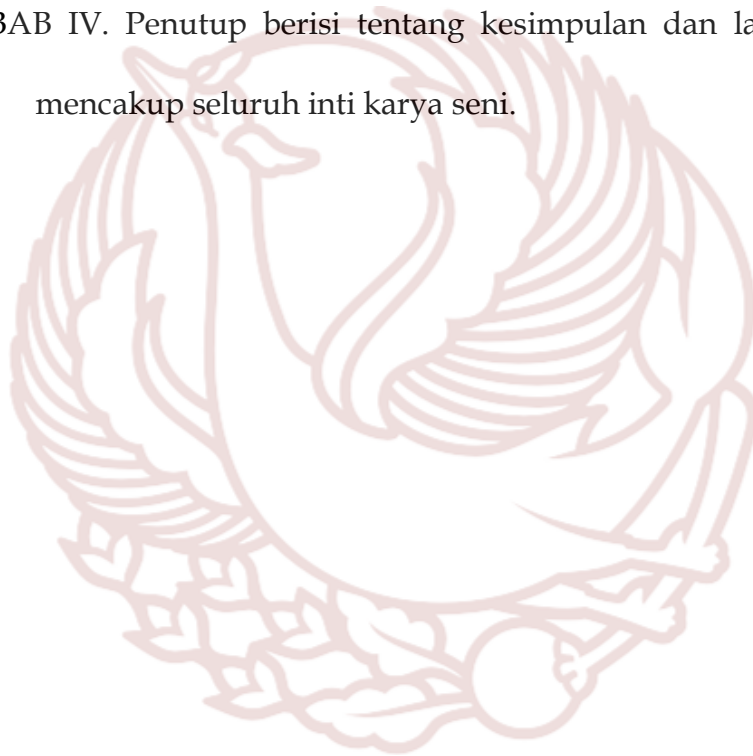 BAB IV. Penutup berisi tentang kesimpulan dan la
mencakup seluruh inti karya seni.